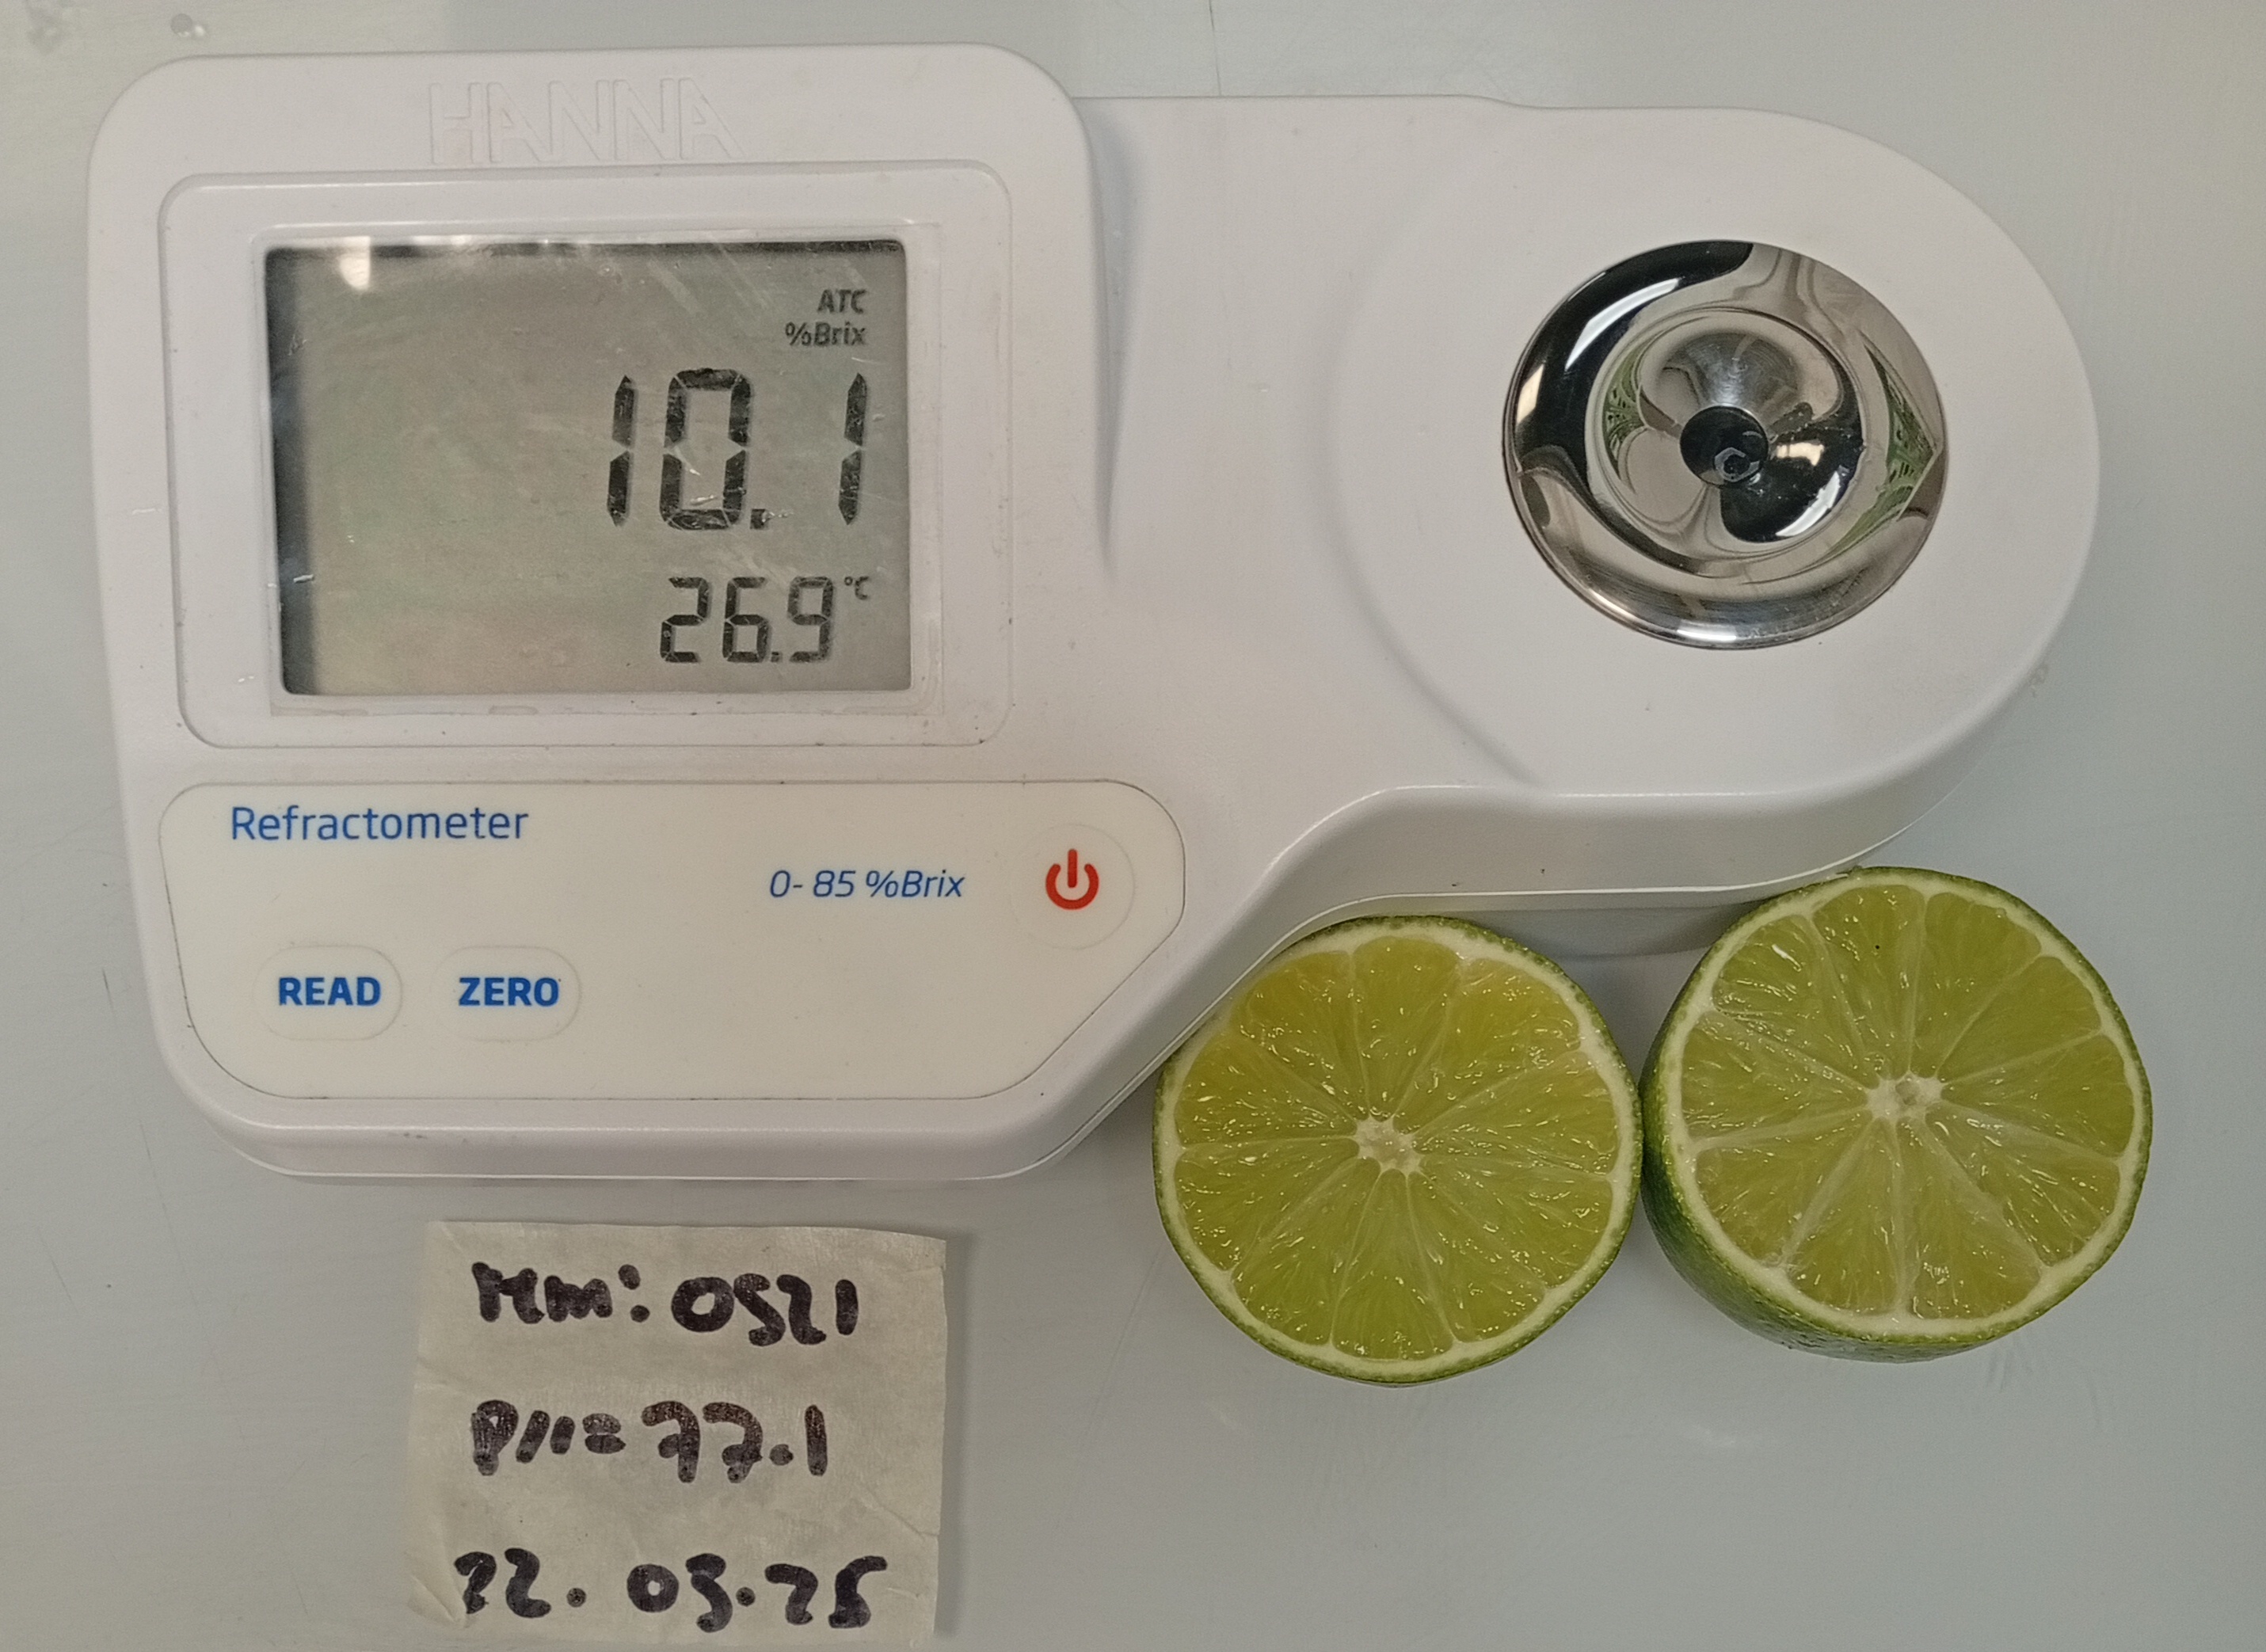 HANNA
ATC
%Brix
10.1
26.9 °C
Refractometer
0-85 %Brix
READ
ZERO
0521
77.1
22. 03.25